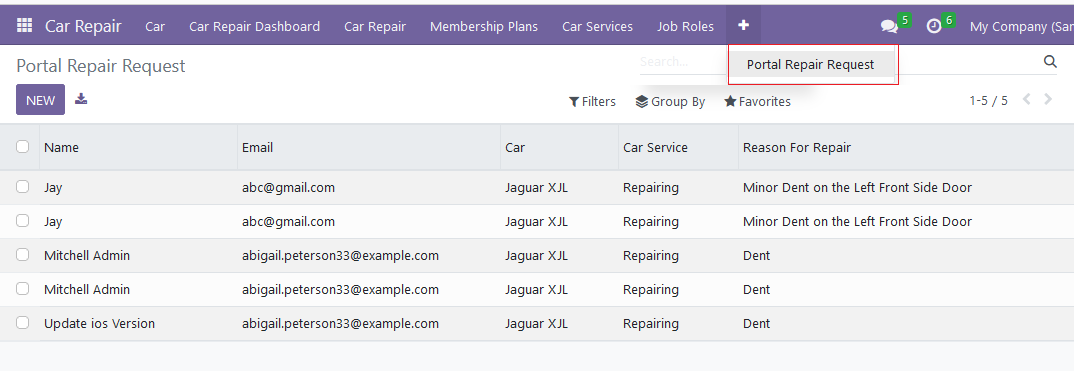 Car Repair Car Car Repair Dashboard Car Repair Membership Plans Car Services Job Roles + 5 6 My Company (San
Portal Repair Request Search... Portal Repair Request
NEW Filters Group By Favorites 1-5 / 5
Name Email Car Car Service Reason For Repair
Jay abc@gmail.com Jaguar XJL Repairing Minor Dent on the Left Front Side Door
Jay abc@gmail.com Jaguar XJL Repairing Minor Dent on the Left Front Side Door
Mitchell Admin abigail.peterson33@example.com Jaguar XJL Repairing Dent
Mitchell Admin abigail.peterson33@example.com Jaguar XJL Repairing Dent
Update ios Version abigail.peterson33@example.com Jaguar XJL Repairing Dent